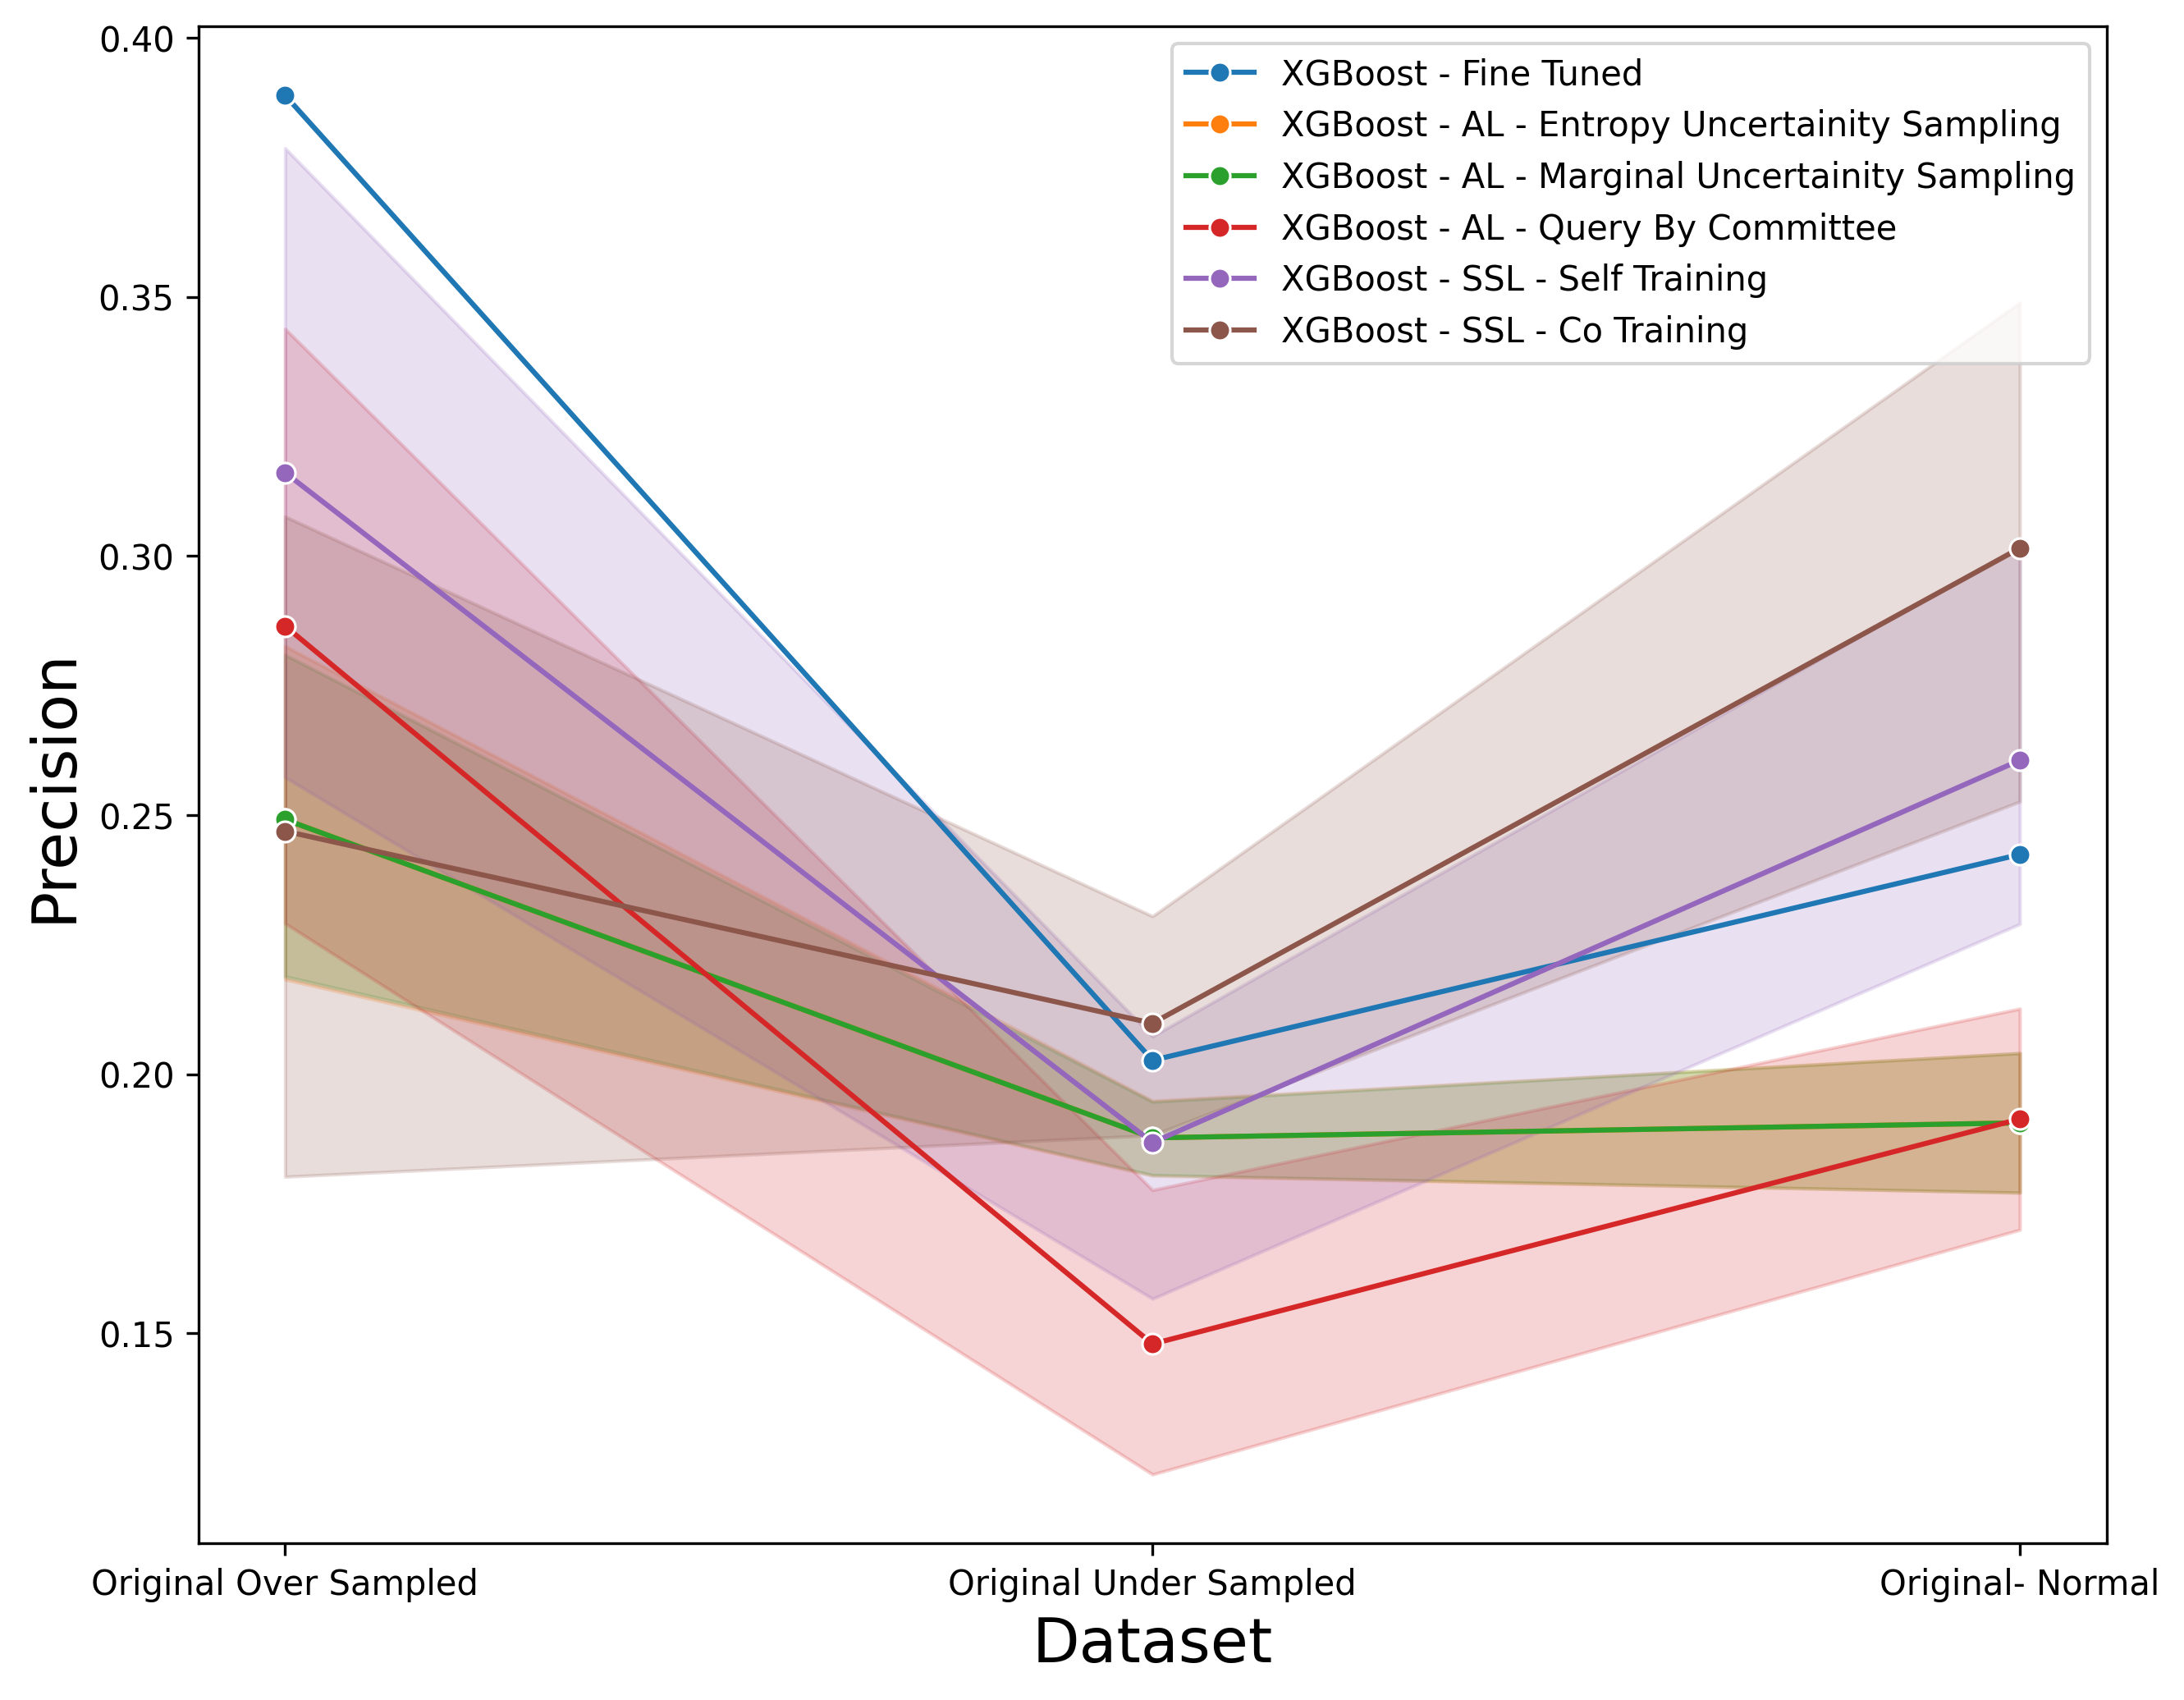 0.40
0.35
0.30
0.25
0.20
0.15
Precision
XGBoost - Fine Tuned
XGBoost - AL - Entropy Uncertainity Sampling
XGBoost - AL - Marginal Uncertainity Sampling
XGBoost - AL - Query By Committee
XGBoost - SSL - Self Training
XGBoost - SSL - Co Training
Original Over Sampled
Original Under Sampled
Original- Normal
Dataset